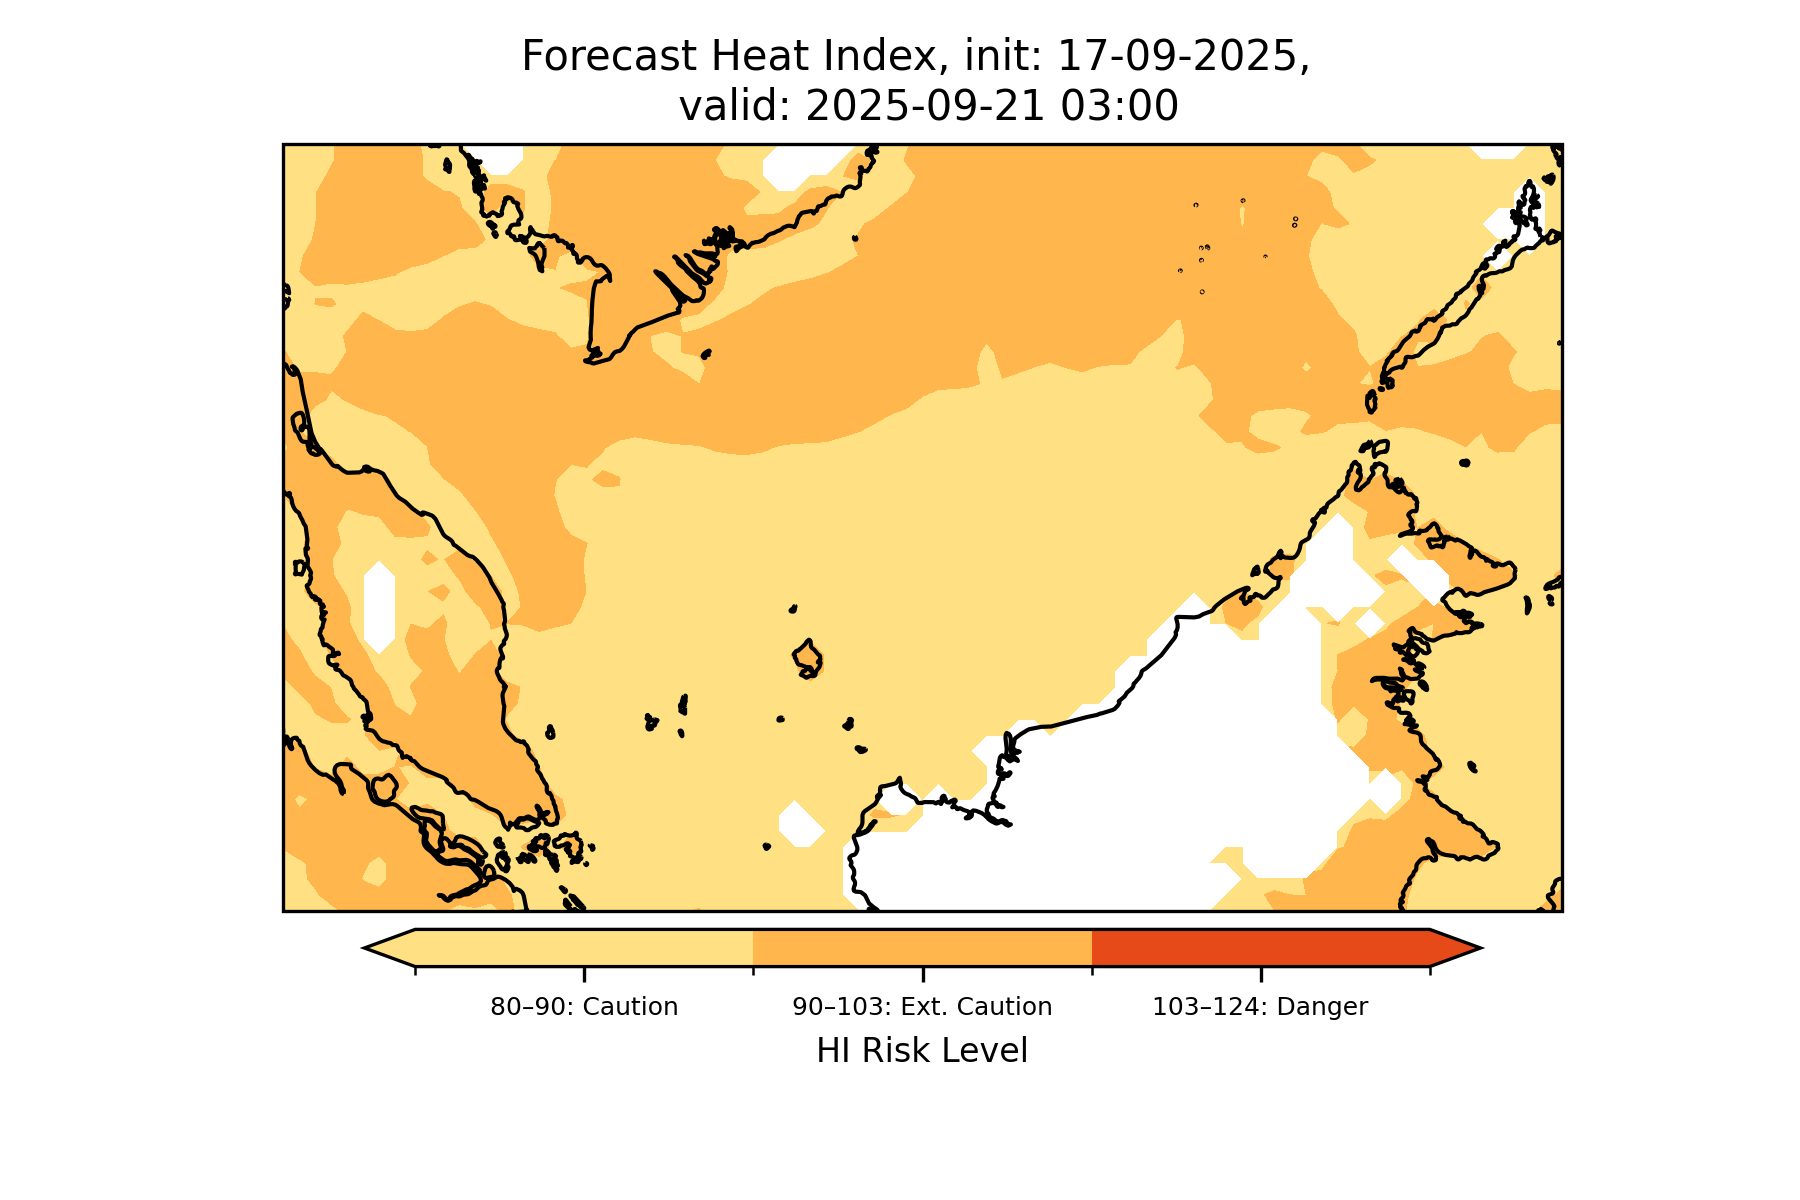 Forecast Heat Index, init: 17-09-2025,
valid: 2025-09-21 03:00
80–90: Caution
90–103: Ext. Caution
103–124: Danger
HI Risk Level